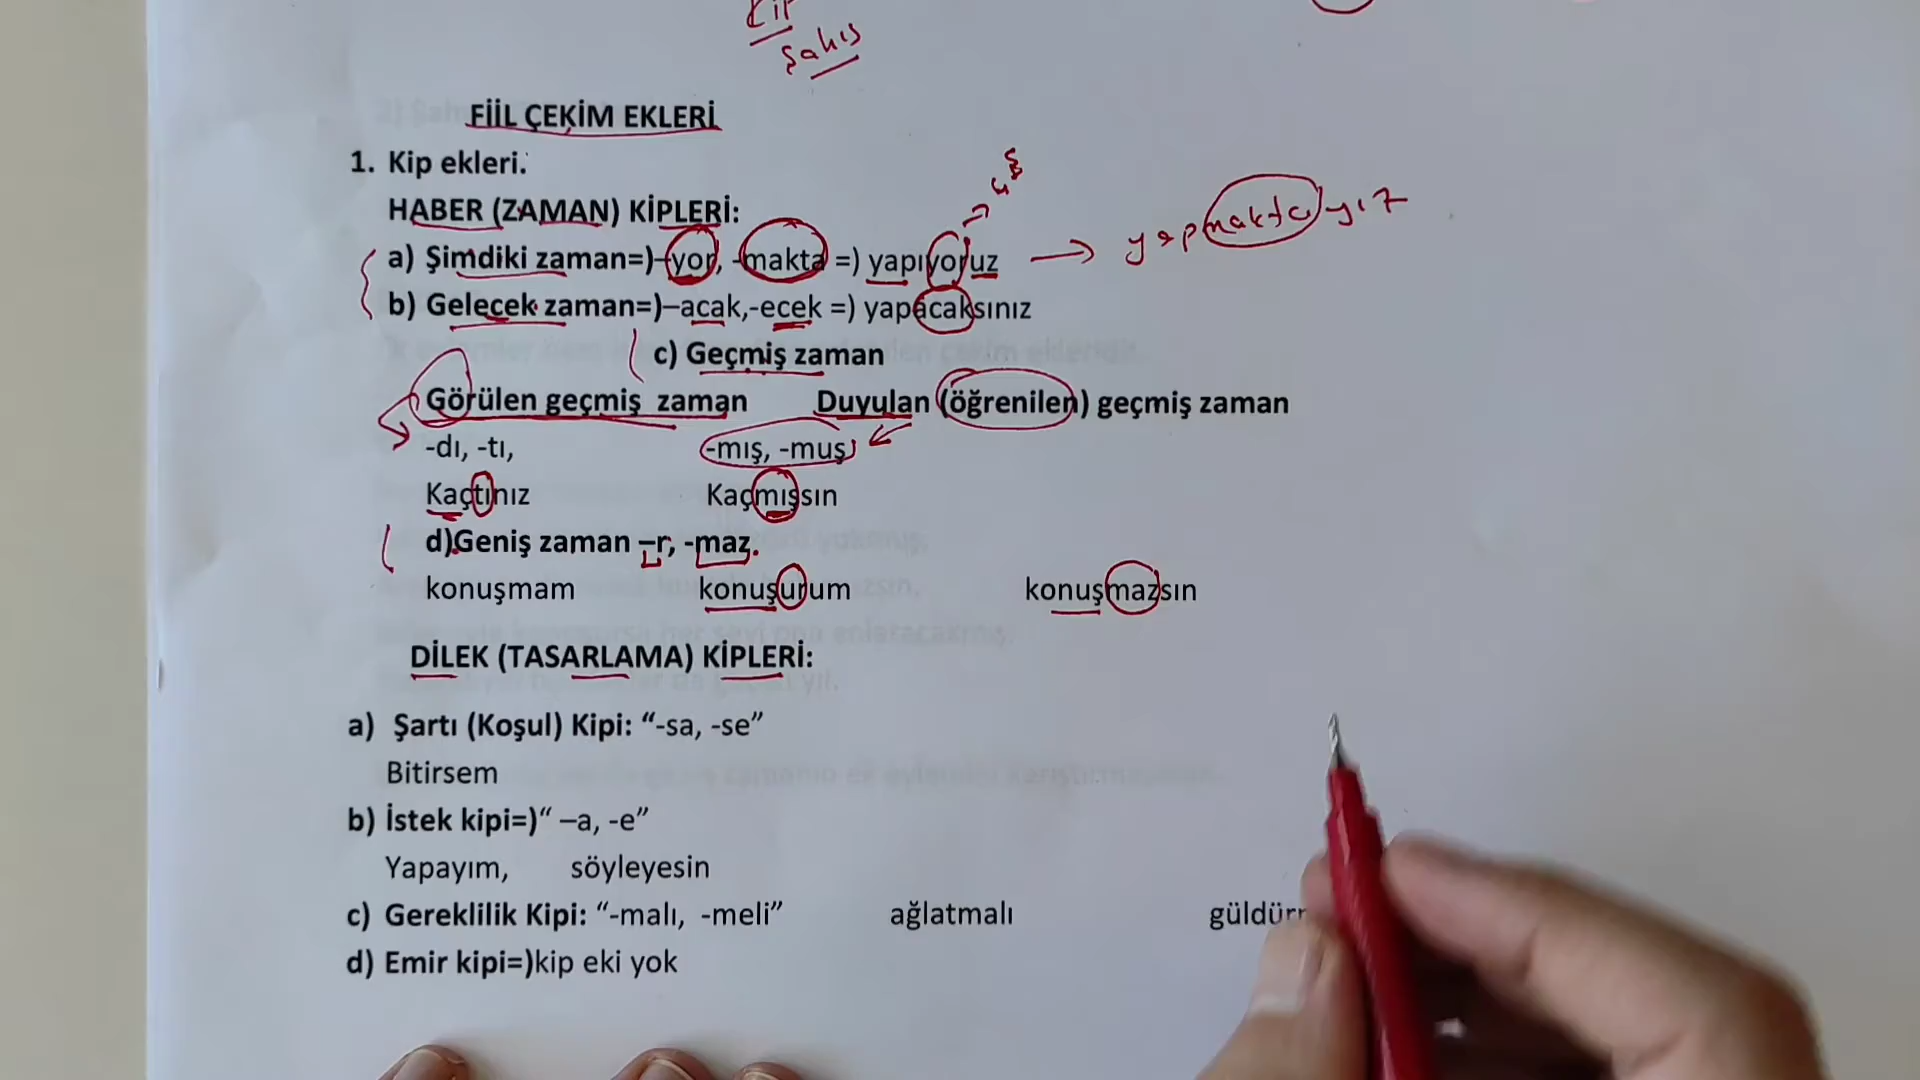 Şahıs
FİİL ÇEKİM EKLERİ
1. Kip ekleri.
HABER (ZAMAN) KİPLERİ:
a) Şimdiki zaman=)–yor, -makta =) yapıyoruz → yapmaktayız
b) Gelecek zaman=)–acak,-ecek =) yapacaksınız
c) Geçmiş zaman
Görülen geçmiş zaman Duyulan (öğrenilen) geçmiş zaman
-dı, -tı, -mış, -muş
Kaçtınız Kaçmışsın
d)Geniş zaman –r, -maz.
konuşmam konuşurum konuşmazsın
DİLEK (TASARLAMA) KİPLERİ:
a) Şartı (Koşul) Kipi: “-sa, -se”
Bitirsem
b) İstek kipi=)“ –a, -e”
Yapayım, söyleyesin
c) Gereklilik Kipi: “-malı, -meli” ağlatmalı
d) Emir kipi=)kip eki yok